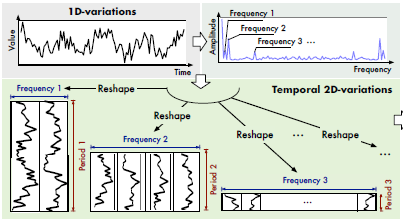 1D-variations
Value
Time
Amplitude
Frequency 1
Frequency 2
Frequency 3 ...
Frequency
Temporal 2D-variations
Frequency 1
Reshape
Reshape
Reshape
...
Reshape
...
Period 1
Frequency 2
Period 2
Frequency 3
...
Period 3